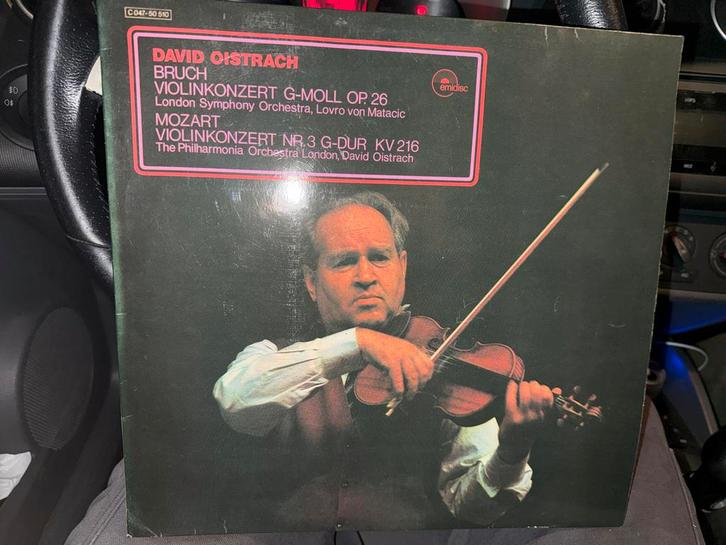 C 047-50 510
DAVID OISTRACH
BRUCH
VIOLINKONZERT G-MOLL OP. 26
London Symphony Orchestra, Lovro von Matacic
MOZART
VIOLINKONZERT NR. 3 G-DUR KV 216
The Philharmonia Orchestra London, David Oistrach
emidisc